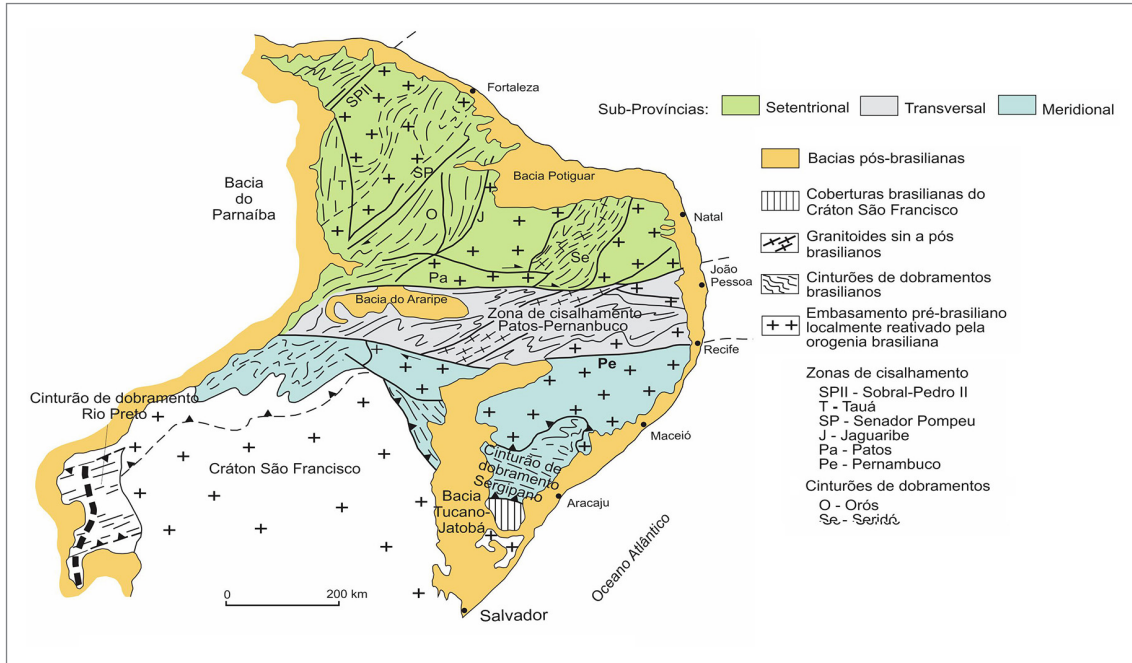 Fortaleza
SPII
Sub-Províncias:
Setentrional
Transversal
Meridional
Bacias pós-brasilianas
Coberturas brasilianas do
Cráton São Francisco
Granitoides sin a pós
brasilianos
Cinturões de dobramentos
brasilianos
Embasamento pré-brasiliano
localmente reativado pela
orogenia brasiliana
Zonas de cisalhamento
SPII - Sobral-Pedro II
T - Tauá
SP - Senador Pompeu
J - Jaguaribe
Pa - Patos
Pe - Pernambuco
Cinturões de dobramentos
O - Orós
Se - Seridó
Bacia
do
Parnaíba
T
SP
Bacia Potiguar
O
J
Natal
Se
Pa
João
Pessoa
Bacia do Araripe
Zona de cisalhamento
Patos-Pernanbuco
Recife
Pe
Cinturão de dobramento
Rio Preto
Maceió
Cráton São Francisco
Cinturão de
dobramento
Sergipano
Bacia
Tucano-
Jatobá
Aracaju
Oceano Atlântico
0
200 km
Salvador